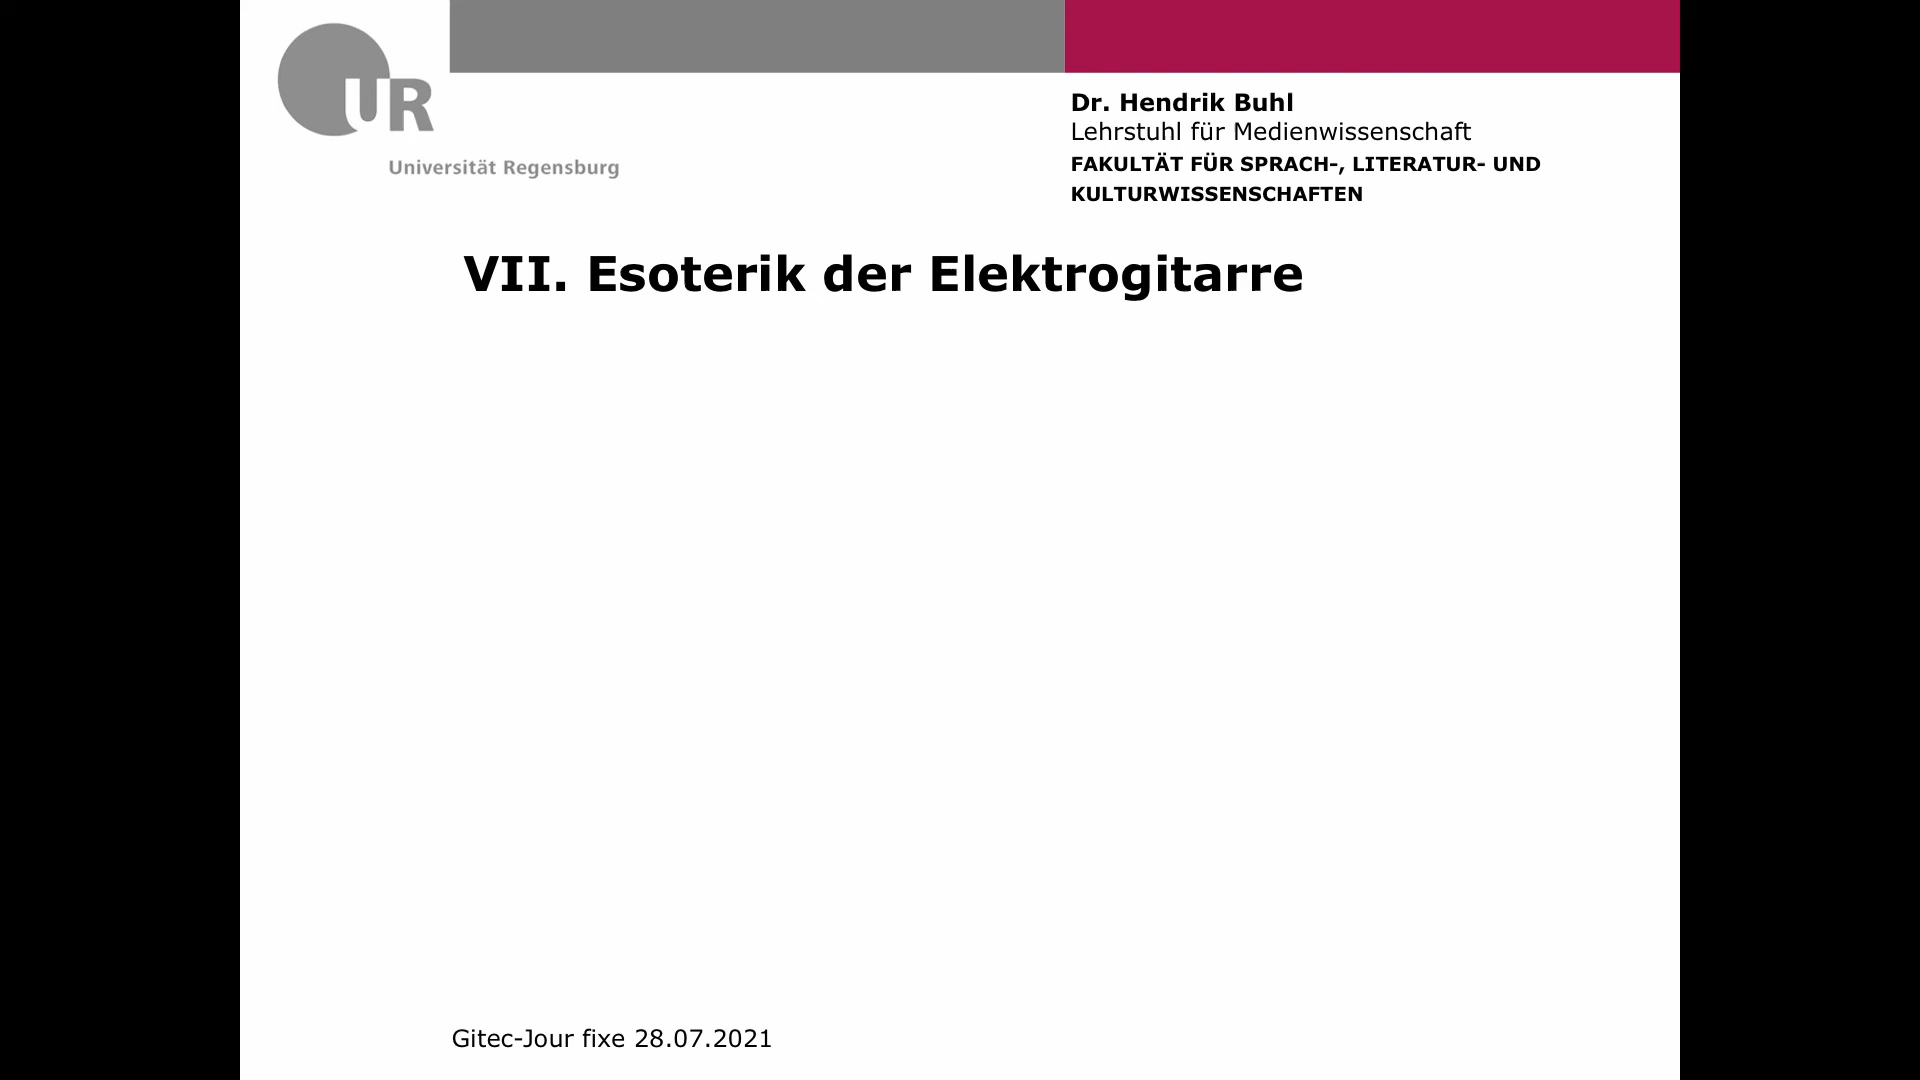 UR
Universität Regensburg
Dr. Hendrik Buhl
Lehrstuhl für Medienwissenschaft
FAKULTÄT FÜR SPRACH-, LITERATUR- UND
KULTURWISSENSCHAFTEN
VII. Esoterik der Elektrogitarre
Gitec-Jour fixe 28.07.2021